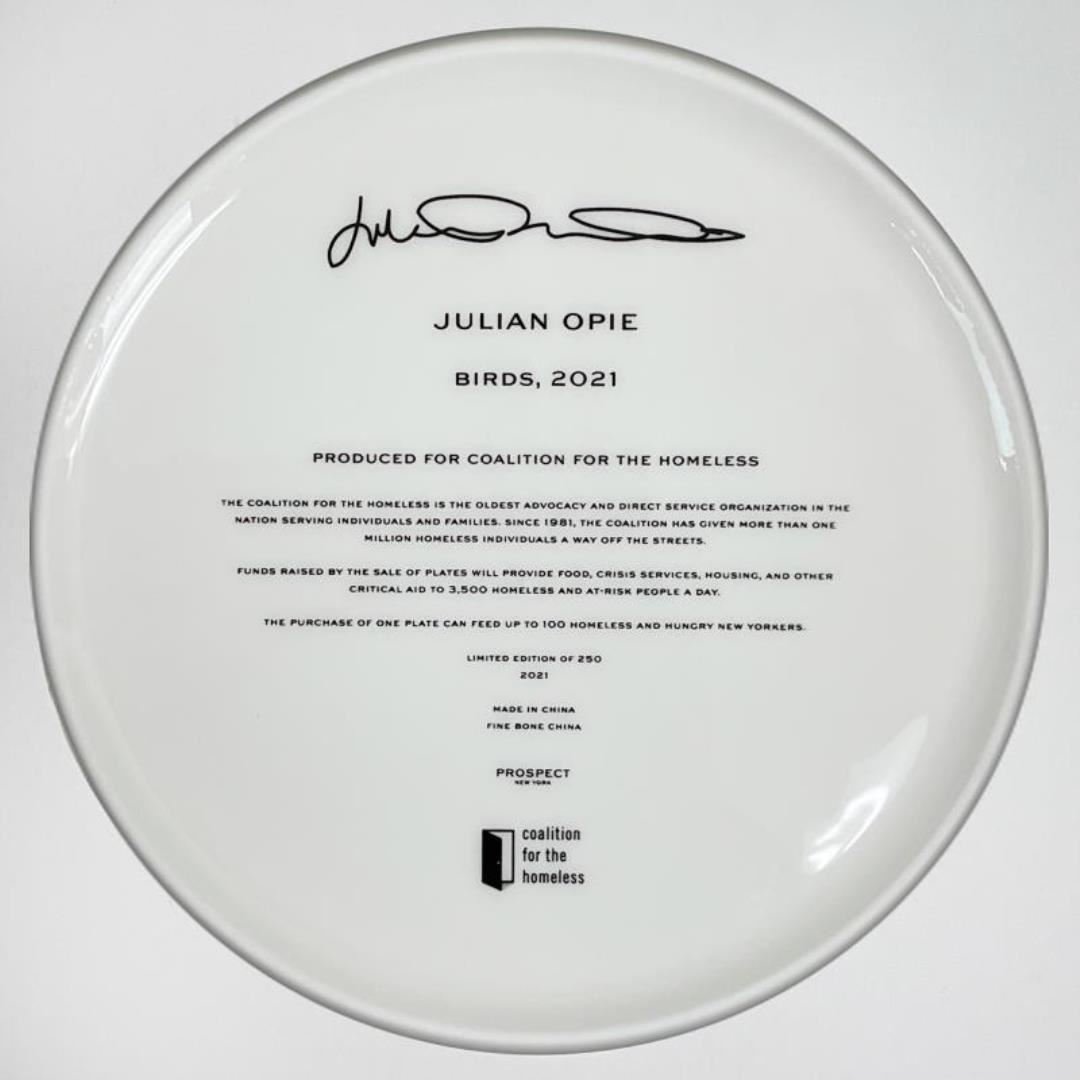 JULIAN OPIE
BIRDS, 2021
PRODUCED FOR COALITION FOR THE HOMELESS
THE COALITION FOR THE HOMELESS IS THE OLDEST ADVOCACY AND DIRECT SERVICE ORGANIZATION IN THE
NATION SERVING INDIVIDUALS AND FAMILIES. SINCE 1981, THE COALITION HAS GIVEN MORE THAN ONE
MILLION HOMELESS INDIVIDUALS A WAY OFF THE STREETS.
FUNDS RAISED BY THE SALE OF PLATES WILL PROVIDE FOOD, CRISIS SERVICES, HOUSING, AND OTHER
CRITICAL AID TO 3,500 HOMELESS AND AT-RISK PEOPLE A DAY.
THE PURCHASE OF ONE PLATE CAN FEED UP TO 100 HOMELESS AND HUNGRY NEW YORKERS.
LIMITED EDITION OF 250
2021
MADE IN CHINA
FINE BONE CHINA
PROSPECT
NEW YORK
coalition
for the
homeless